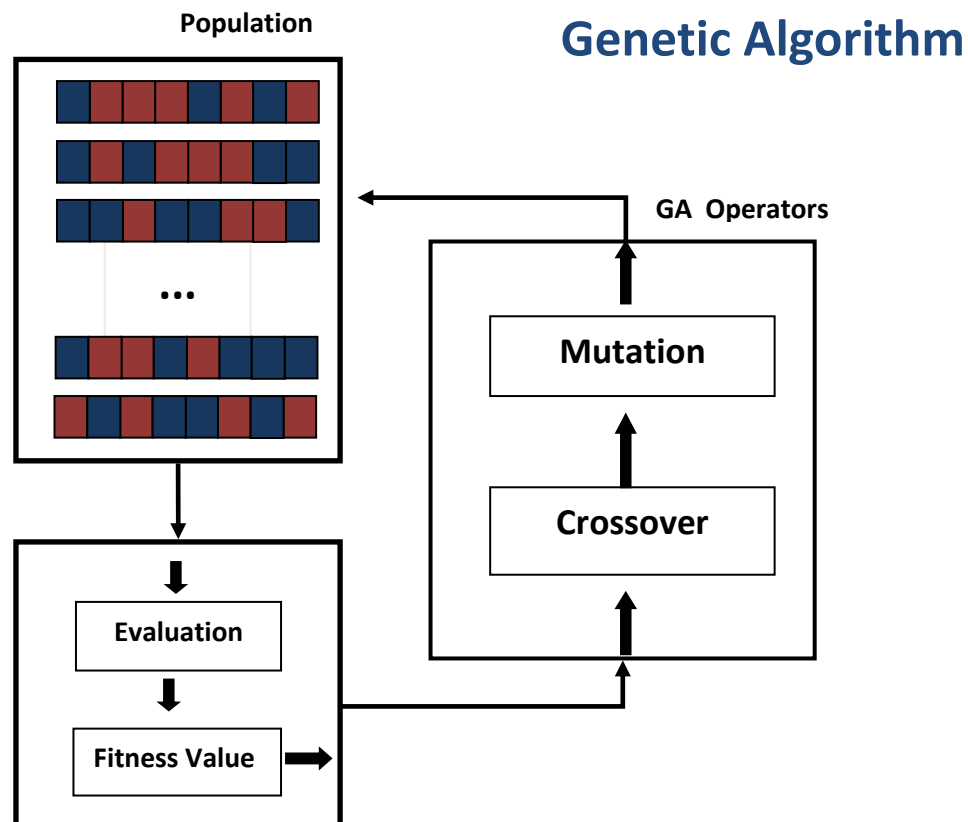 Population
Genetic Algorithm
GA Operators
...
Mutation
Crossover
Evaluation
Fitness Value